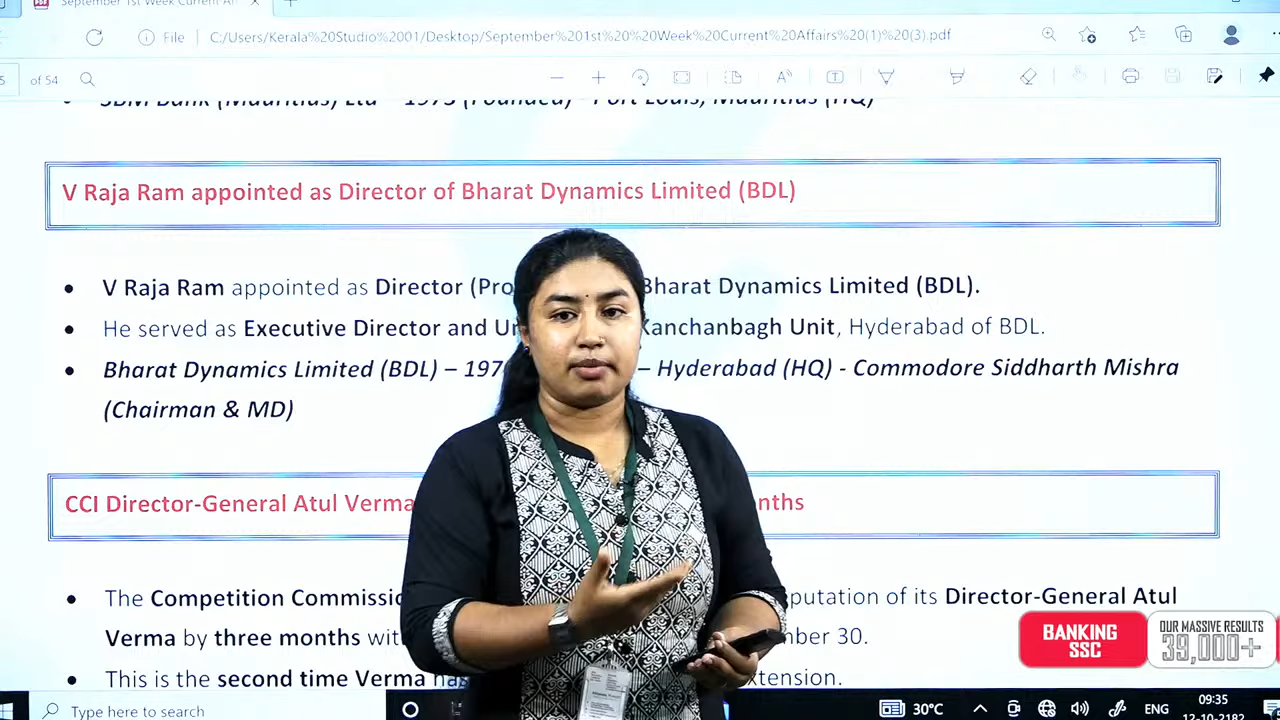 September 1st Week Current Af
File C:/Users/Kerala%20Studio%2001/Desktop/September%201st%20%20Week%20Current%20Affairs%20(1)%20(3).pdf
5 of 54
SBM Bank (Mauritius) Ltd – 1973 (Founded) – Port Louis, Mauritius (HQ)
V Raja Ram appointed as Director of Bharat Dynamics Limited (BDL)
• V Raja Ram appointed as Director (Pro Bharat Dynamics Limited (BDL).
• He served as Executive Director and Un Kanchanbagh Unit, Hyderabad of BDL.
• Bharat Dynamics Limited (BDL) – 197 – Hyderabad (HQ) - Commodore Siddharth Mishra
(Chairman & MD)
CCI Director-General Atul Verma nths
• The Competition Commissio putation of its Director-General Atul
Verma by three months wit mber 30.
• This is the second time Verma has xtension.
BANKING
SSC
OUR MASSIVE RESULTS
39,000+
Type here to search
30°C
ENG
09:35
12-10-2182